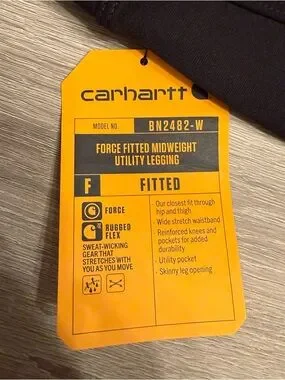 carhartt
MODEL NO. BN2482-W
FORCE FITTED MIDWEIGHT
UTILITY LEGGING
F FITTED
FORCE
RUGGED
FLEX
SWEAT-WICKING
GEAR THAT
STRETCHES WITH
YOU AS YOU MOVE
Our closest fit through
hip and thigh
· Wide stretch waistband
· Reinforced knees and
pockets for added
durability
· Utility pocket
· Skinny leg opening